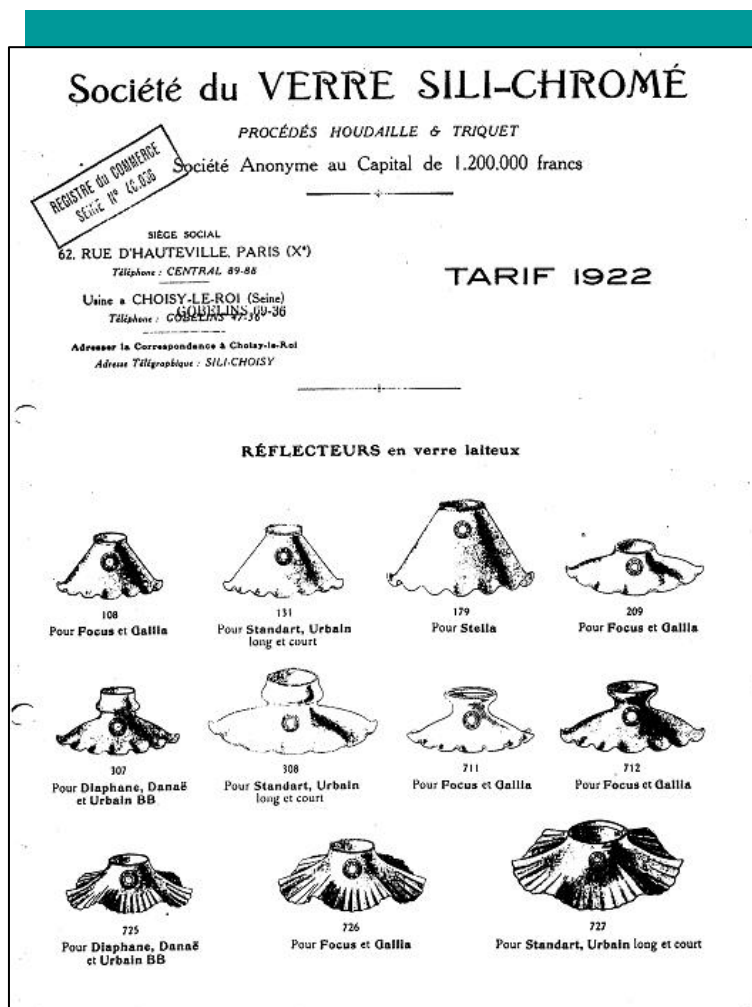 Société du VERRE SILI-CHROMÉ
PROCÉDÉS HOUDAILLE & TRIQUET
Société Anonyme au Capital de 1.200.000 francs
REGISTRE du COMMERCE
SEINE N°
SIÈGE SOCIAL
62, RUE D'HAUTEVILLE, PARIS (X*)
Téléphone : CENTRAL 89-88
TARIF 1922
Usine a CHOISY-LE-ROI (Seine)
GOBELINS 69-36
Téléphone : GOBELINS 47-36
Adresser la Correspondance à Choisy-le-Roi
Adresse Télégraphique : SILI-CHOISY
RÉFLECTEURS en verre laiteux
108
Pour Focus et Gallia
131
Pour Standart, Urbain
long et court
179
Pour Stella
209
Pour Focus et Gallia
307
Pour Diaphane, Danaë
et Urbain BB
308
Pour Standart, Urbain
long et court
711
Pour Focus et Gallia
712
Pour Focus et Gallia
725
Pour Diaphane, Danaë
et Urbain BB
726
Pour Focus et Gallia
727
Pour Standart, Urbain long et court